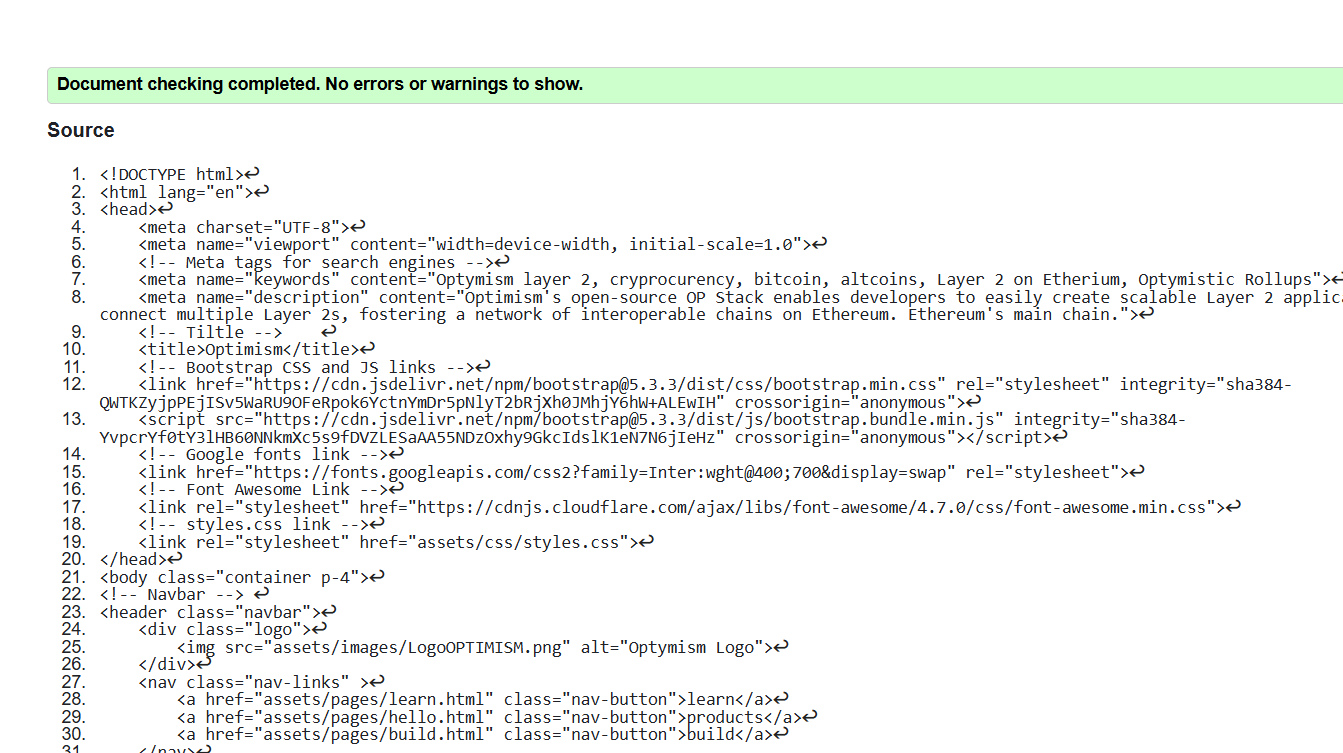 Document checking completed. No errors or warnings to show.
Source
1. <!DOCTYPE html>↩
2. <html lang="en">↩
3. <head>↩
4.     <meta charset="UTF-8">↩
5.     <meta name="viewport" content="width=device-width, initial-scale=1.0">↩
6.     <!-- Meta tags for search engines -->↩
7.     <meta name="keywords" content="Optymism layer 2, cryprocurency, bitcoin, altcoins, Layer 2 on Etherium, Optymistic Rollups">↩
8.     <meta name="description" content="Optimism's open-source OP Stack enables developers to easily create scalable Layer 2 applic
connect multiple Layer 2s, fostering a network of interoperable chains on Ethereum. Ethereum's main chain.">↩
9.     <!-- Tiltle -->    ↩
10.     <title>Optimism</title>↩
11.     <!-- Bootstrap CSS and JS links -->↩
12.     <link href="https://cdn.jsdelivr.net/npm/bootstrap@5.3.3/dist/css/bootstrap.min.css" rel="stylesheet" integrity="sha384-
QWTKZyjpPEjISv5WaRU9OFeRpok6YctnYmDr5pNlyT2bRjXh0JMhjY6hW+ALEwIH" crossorigin="anonymous">↩
13.     <script src="https://cdn.jsdelivr.net/npm/bootstrap@5.3.3/dist/js/bootstrap.bundle.min.js" integrity="sha384-
YvpcrYf0tY3lHB60NNkmXc5s9fDVZLESaAA55NDzOxhy9GkcIdslK1eN7N6jIeHz" crossorigin="anonymous"></script>↩
14.     <!-- Google fonts link -->↩
15.     <link href="https://fonts.googleapis.com/css2?family=Inter:wght@400;700&display=swap" rel="stylesheet">↩
16.     <!-- Font Awesome Link -->↩
17.     <link rel="stylesheet" href="https://cdnjs.cloudflare.com/ajax/libs/font-awesome/4.7.0/css/font-awesome.min.css">↩
18.     <!-- styles.css link -->↩
19.     <link rel="stylesheet" href="assets/css/styles.css">↩
20. </head>↩
21. <body class="container p-4">↩
22. <!-- Navbar --> ↩
23. <header class="navbar">↩
24.     <div class="logo">↩
25.         <img src="assets/images/LogoOPTIMISM.png" alt="Optymism Logo">↩
26.     </div>↩
27.     <nav class="nav-links" >↩
28.         <a href="assets/pages/learn.html" class="nav-button">learn</a>↩
29.         <a href="assets/pages/hello.html" class="nav-button">products</a>↩
30.         <a href="assets/pages/build.html" class="nav-button">build</a>↩
31.     </nav>↩